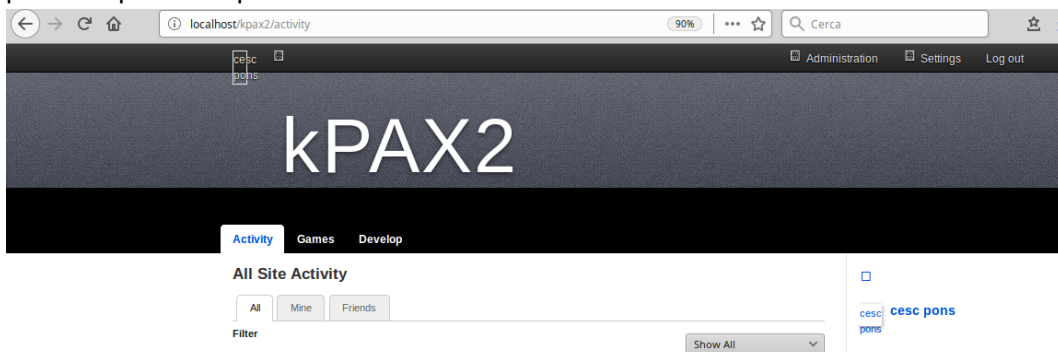 localhost/kpax2/activity 90% Cerca
cesc pons Administration Settings Log out
kPAX2
Activity Games Develop
All Site Activity
All Mine Friends
Filter
Show All
cesc pons
cesc pons